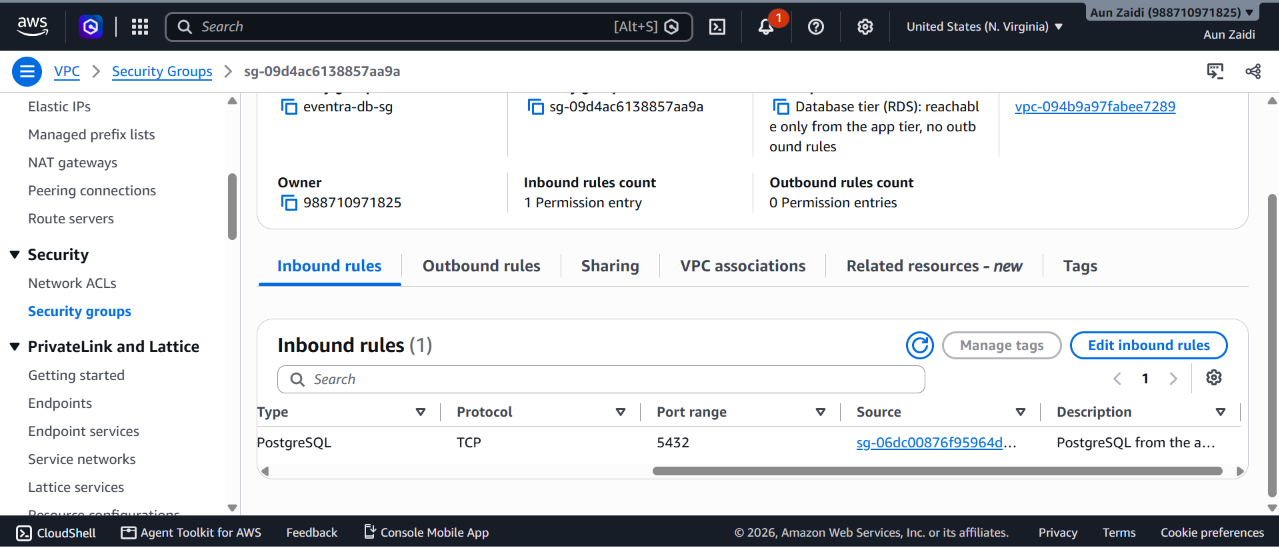 aws
Search [Alt+S]
1
United States (N. Virginia)
Aun Zaidi (988710971825)
Aun Zaidi
VPC
Security Groups
sg-09d4ac6138857aa9a
Elastic IPs
Managed prefix lists
NAT gateways
Peering connections
Route servers
Security
Network ACLs
Security groups
PrivateLink and Lattice
Getting started
Endpoints
Endpoint services
Service networks
Lattice services
Resource configurations
eventra-db-sg
sg-09d4ac6138857aa9a
Database tier (RDS): reachabl
e only from the app tier, no outb
ound rules
vpc-094b9a97fabee7289
Owner
988710971825
Inbound rules count
1 Permission entry
Outbound rules count
0 Permission entries
Inbound rules
Outbound rules
Sharing
VPC associations
Related resources - new
Tags
Inbound rules (1)
Manage tags
Edit inbound rules
Search
1
Type Protocol Port range Source Description
PostgreSQL TCP 5432 sg-06dc00876f95964d... PostgreSQL from the a...
CloudShell Agent Toolkit for AWS Feedback Console Mobile App © 2026, Amazon Web Services, Inc. or its affiliates. Privacy Terms Cookie preferences